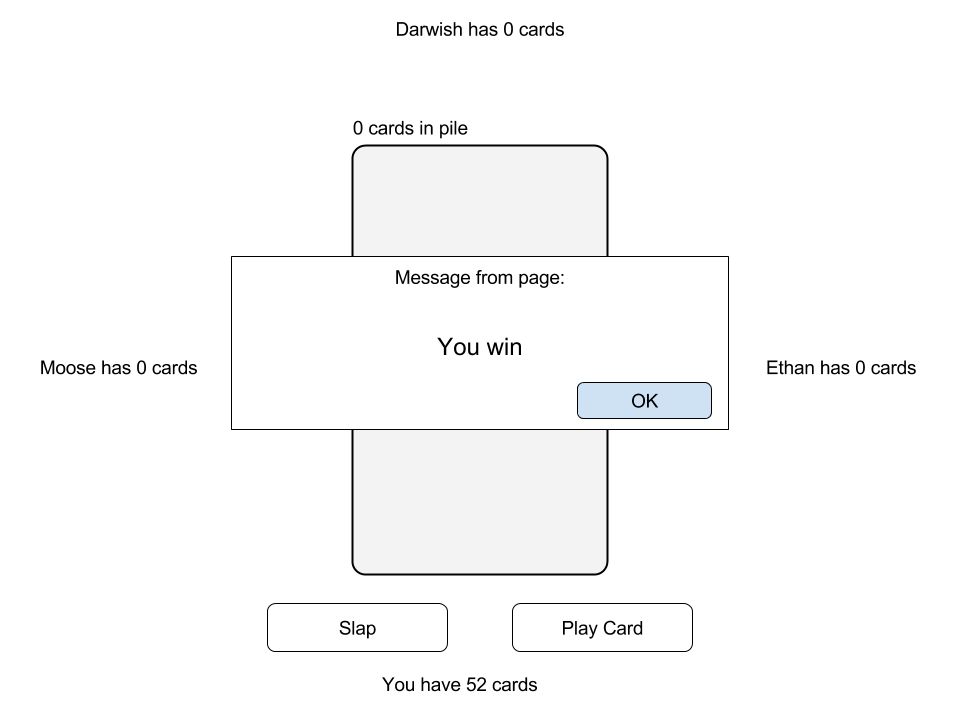 Darwish has 0 cards
0 cards in pile
Message from page:
You win
Moose has 0 cards
Ethan has 0 cards
OK
Slap
Play Card
You have 52 cards